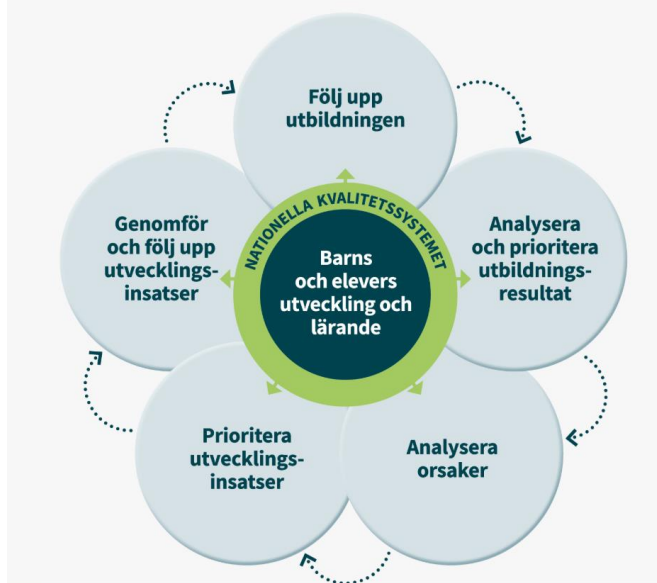 Följ upp
utbildningen
Genomför
och följ upp
utvecklings-
insatser
NATIONELLA KVALITETSSYSTEMET
Analysera
och prioritera
utbildnings-
resultat
Barns
och elevers
utveckling och
lärande
Prioritera
utvecklings-
insatser
Analysera
orsaker